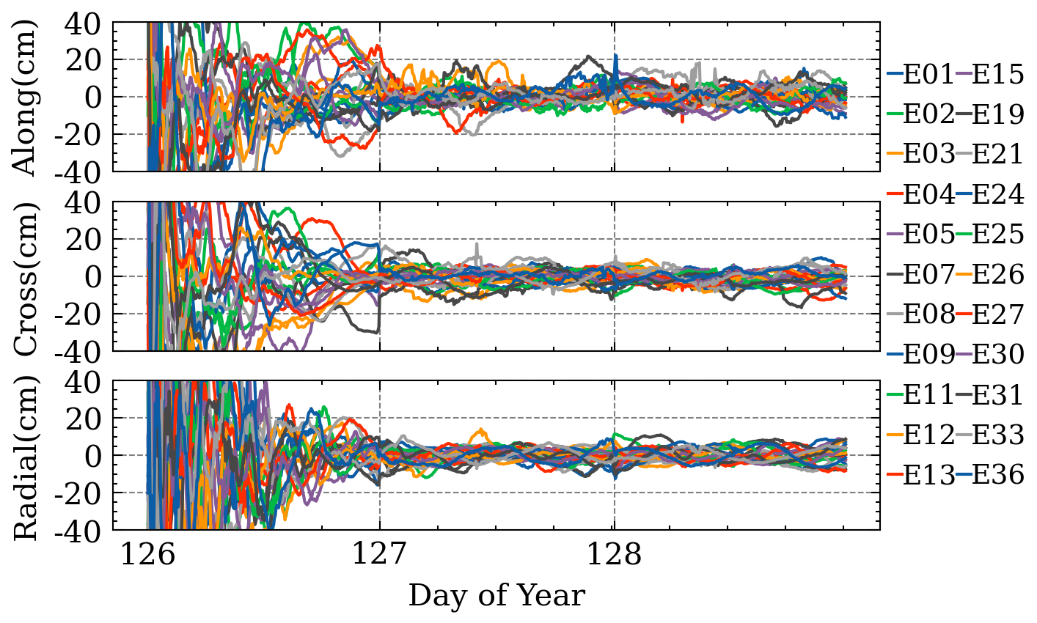 Along(cm)
40
20
0
-20
-40
Cross(cm)
40
20
0
-20
-40
Radial(cm)
40
20
0
-20
-40
126 127 128
Day of Year
E01 E15
E02 E19
E03 E21
E04 E24
E05 E25
E07 E26
E08 E27
E09 E30
E11 E31
E12 E33
E13 E36